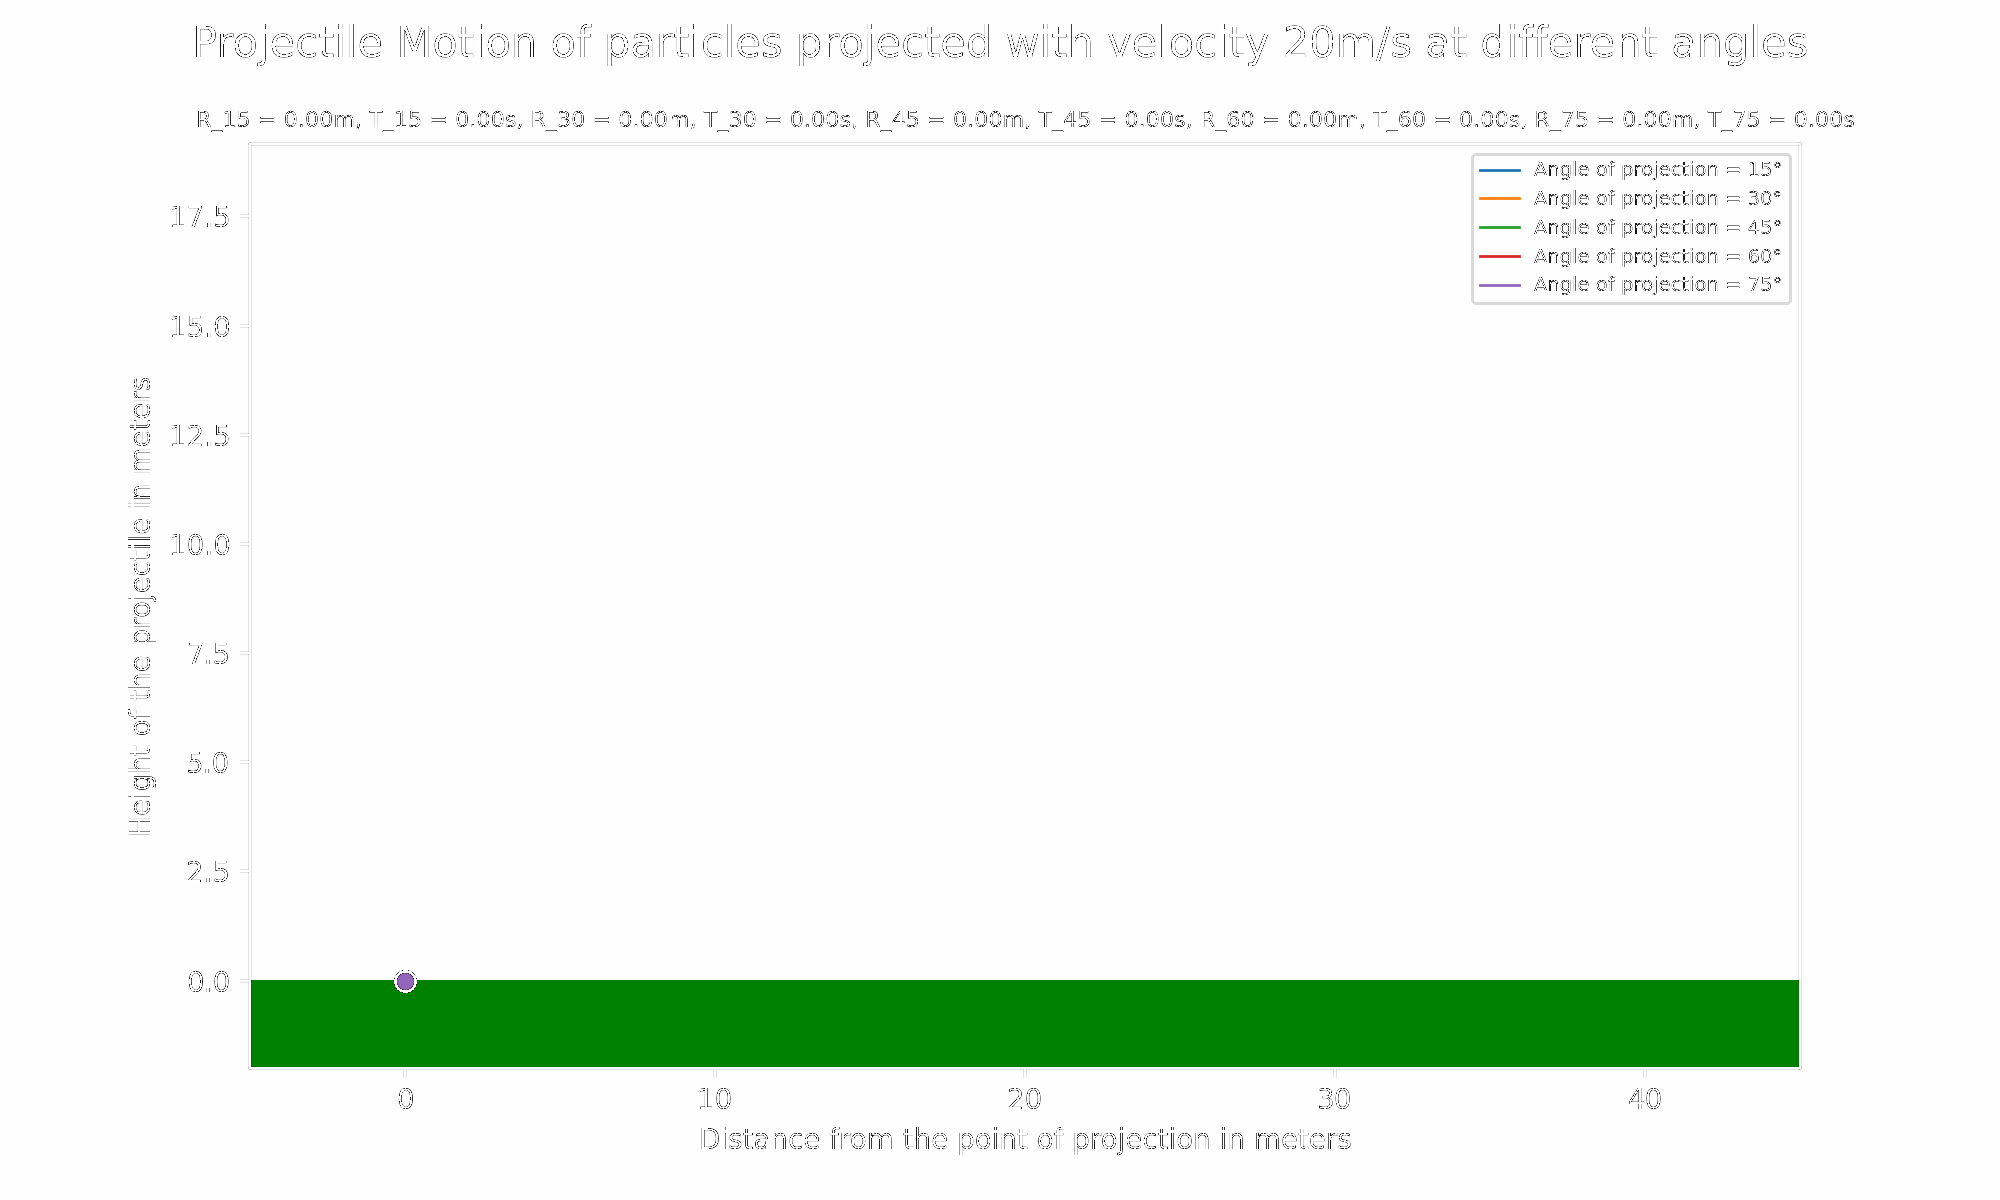 Projectile Motion of particles projected with velocity 20m/s at different angles
R_15 = 0.00m, T_15 = 0.00s, R_30 = 0.00m, T_30 = 0.00s, R_45 = 0.00m, T_45 = 0.00s, R_60 = 0.00m, T_60 = 0.00s, R_75 = 0.00m, T_75 = 0.00s
Angle of projection = 15°
Angle of projection = 30°
Angle of projection = 45°
Angle of projection = 60°
Angle of projection = 75°
Height of the projectile in meters
17.5
15.0
12.5
10.0
7.5
5.0
2.5
0.0
0 10 20 30 40
Distance from the point of projection in meters